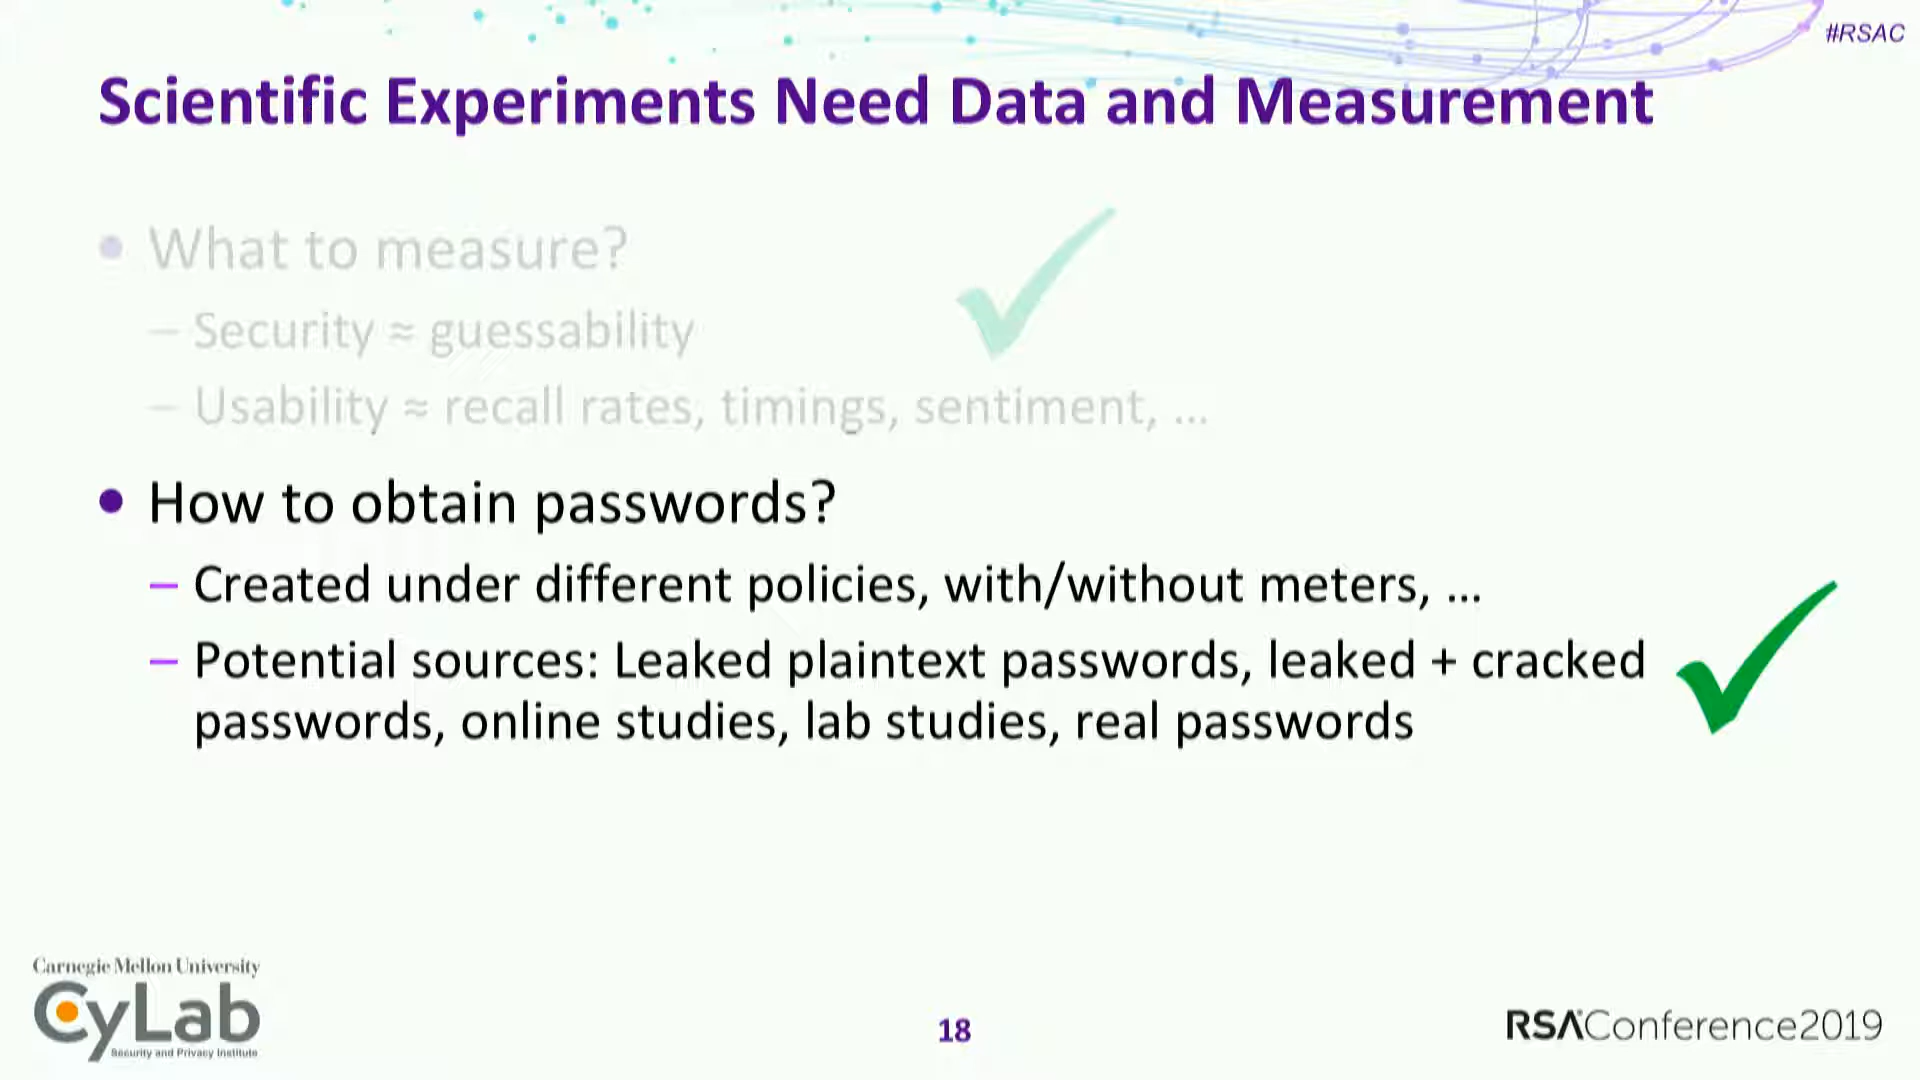 #RSAC
Scientific Experiments Need Data and Measurement
• What to measure?
– Security ≈ guessability
– Usability ≈ recall rates, timings, sentiment, ...
• How to obtain passwords?
– Created under different policies, with/without meters, ...
– Potential sources: Leaked plaintext passwords, leaked + cracked
passwords, online studies, lab studies, real passwords
Carnegie Mellon University
CyLab
Security and Privacy Institute
18
RSAConference2019